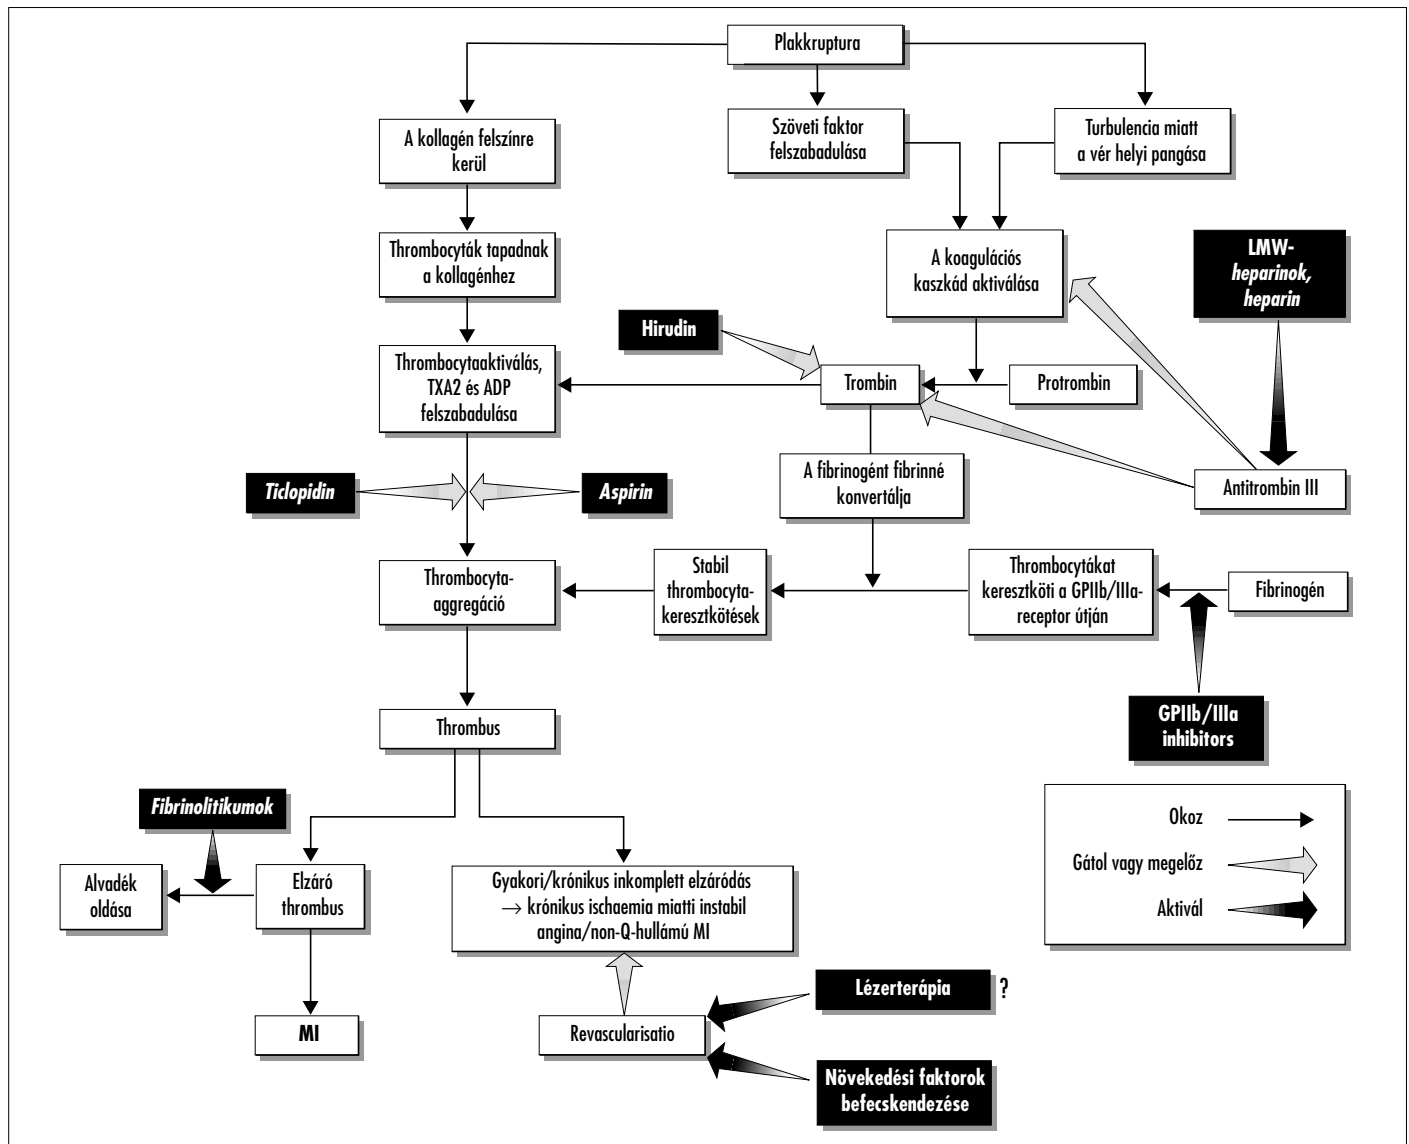 Plakkruptura
A kollagén felszínre
kerül
Szöveti faktor
felszabadulása
Turbulencia miatt
a vér helyi pangása
Thrombocyták tapadnak
a kollagénhez
A koagulációs
kaszkád aktiválása
LMW-
heparinok,
heparin
Hirudin
Thrombocytaaktiválás,
TXA2 és ADP
felszabadulása
Trombin
Protrombin
Ticlopidin
Aspirin
A fibrinogént fibrinné
konvertálja
Antitrombin III
Thrombocyta-
aggregáció
Stabil
thrombocyta-
keresztkötések
Thrombocytákat
keresztköti a GPIIb/IIIa-
receptor útján
Fibrinogén
Thrombus
GPIIb/IIIa
inhibitors
Fibrinolitikumok
Alvadék
oldása
Elzáró
thrombus
Gyakori/krónikus inkomplett elzáródás
→ krónikus ischaemia miatti instabil
angina/non-Q-hullámú MI
Okoz
Gátol vagy megelőz
Aktivál
MI
Revascularisatio
Lézerterápia ?
Növekedési faktorok
befecskendezése